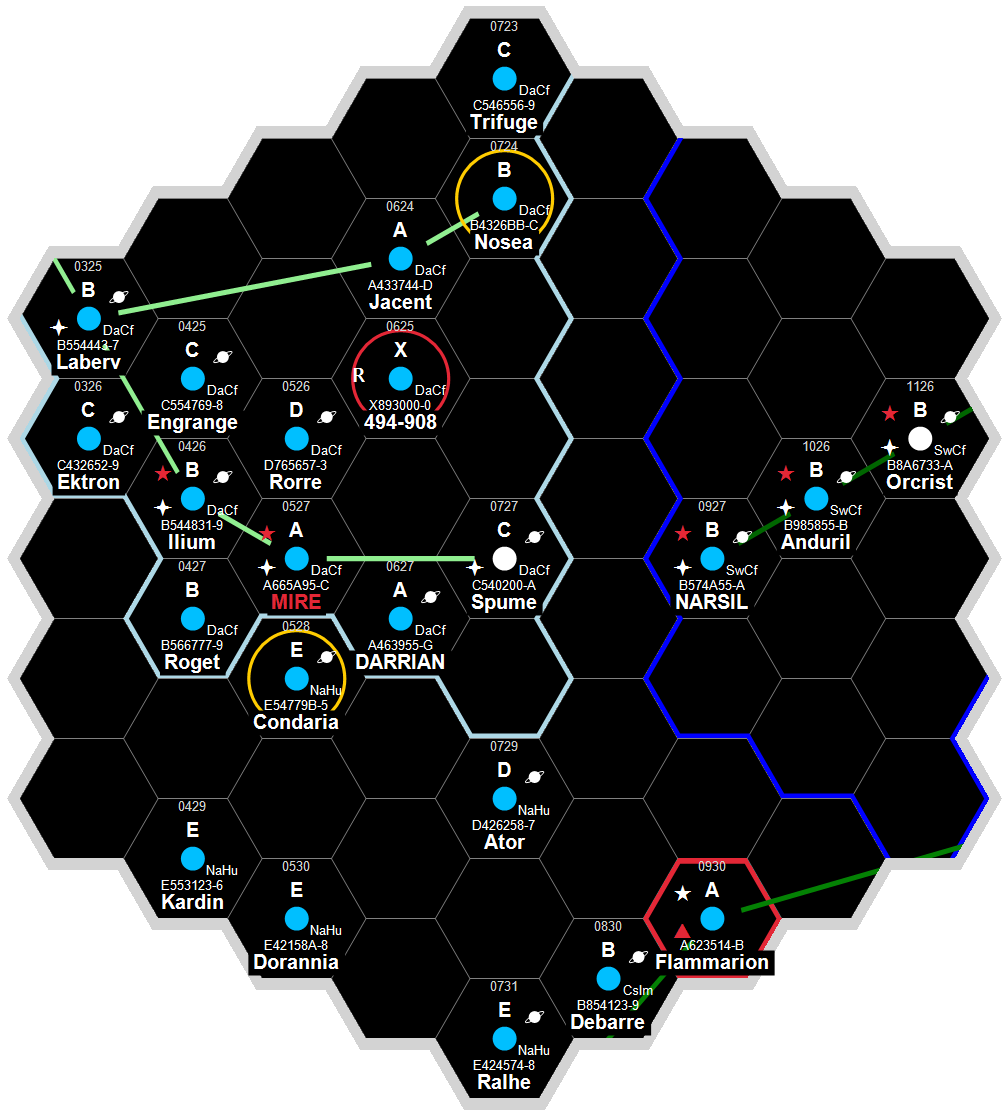 0723
C
DaCf
C546556-9
Trifuge
0724
B
DaCf
B4326BB-C
Nosea
0624
A
DaCf
A433744-D
Jacent
0325
B
DaCf
B554443-7
Laberv
0425
C
DaCf
C554769-8
Engrange
0625
X
R
DaCf
X893000-0
494-908
0326
C
DaCf
C432652-9
Ektron
0526
D
DaCf
D765657-3
Rorre
1126
B
SwCf
B8A6733-A
Orcrist
0426
B
DaCf
B544831-9
Ilium
1026
B
SwCf
B985855-B
Anduril
0527
A
DaCf
A665A95-C
MIRE
0727
C
DaCf
C540200-A
Spume
0927
B
SwCf
B574A55-A
NARSIL
0427
B
DaCf
B566777-9
Roget
0627
A
DaCf
A463955-G
DARRIAN
0528
E
NaHu
E54779B-5
Condaria
0729
D
NaHu
D426258-7
Ator
0429
E
NaHu
E553123-6
Kardin
0530
E
NaHu
E42158A-8
Dorannia
0930
A
A623514-B
Flammarion
0830
B
CsIm
B854123-9
Debarre
0731
E
NaHu
E424574-8
Ralhe